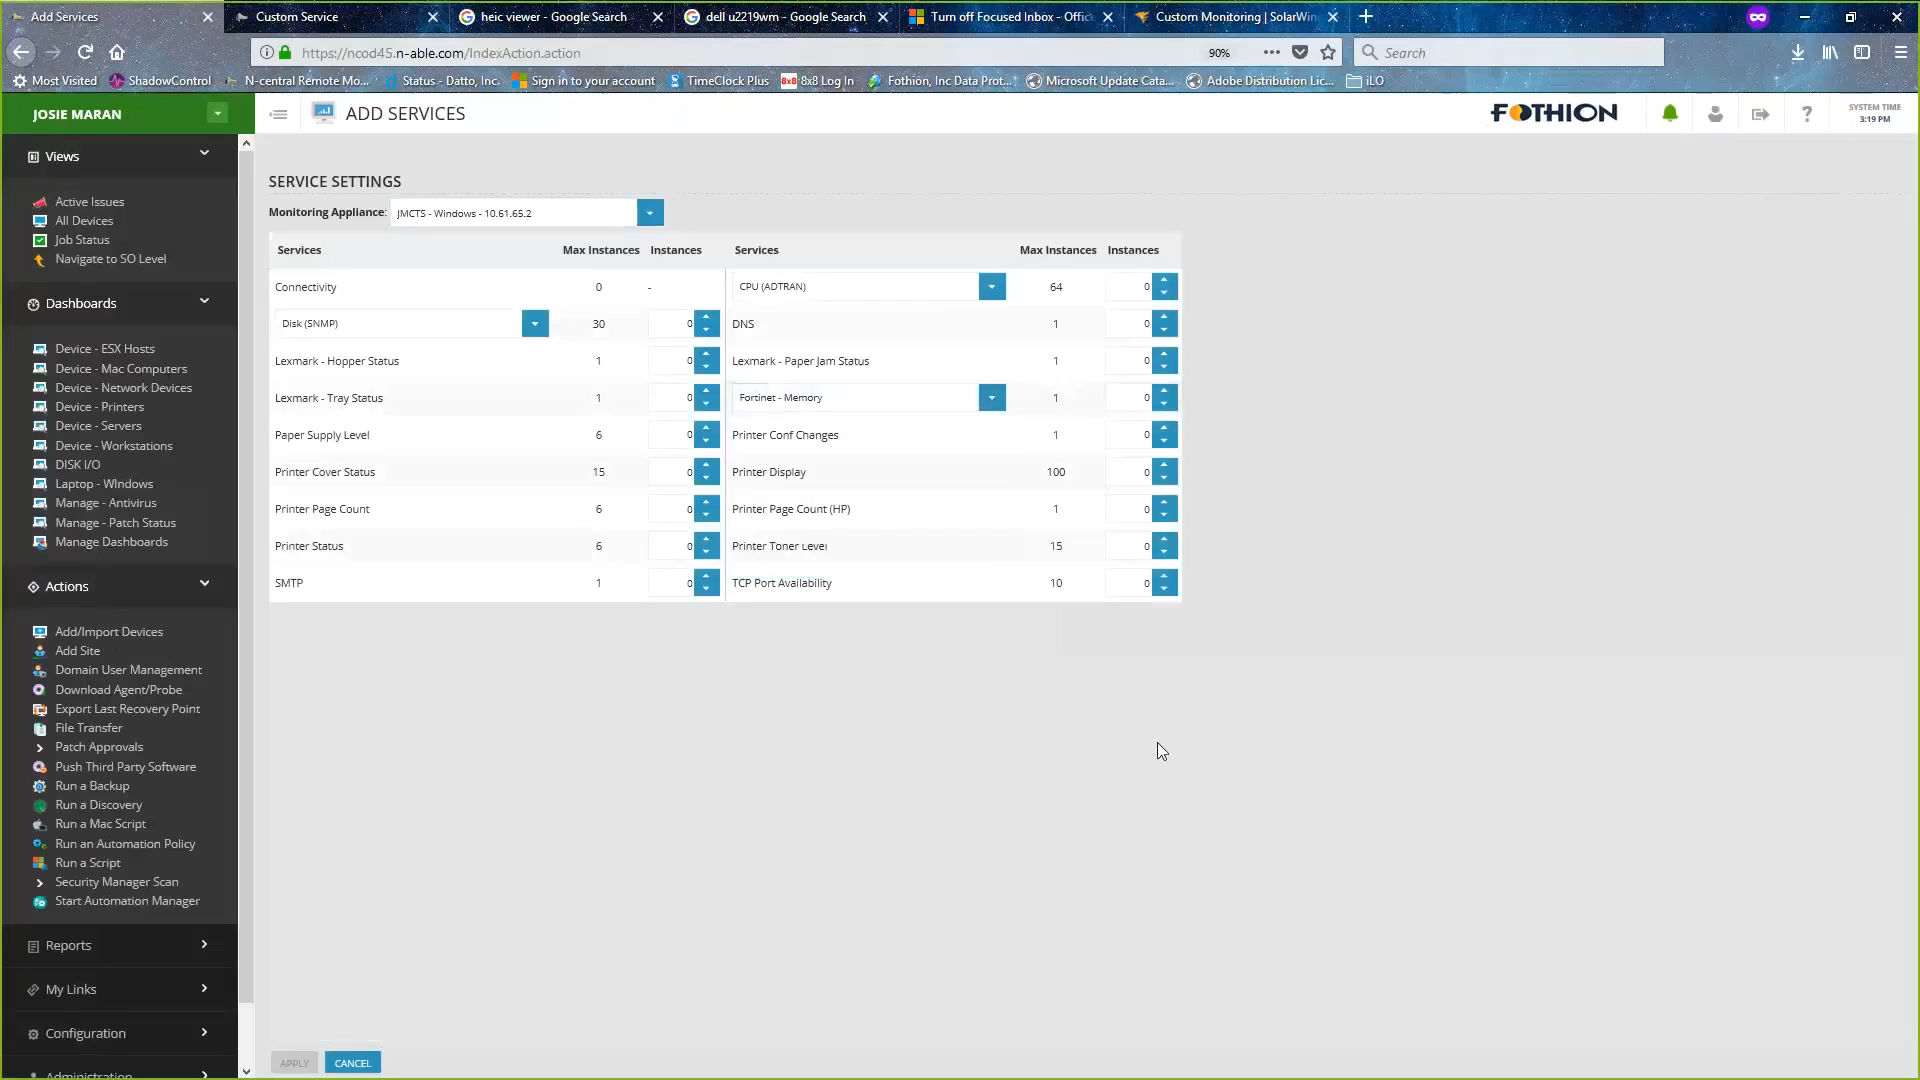 Add Services
Custom Service
heic viewer - Google Search
dell u2219wm - Google Search
Turn off Focused Inbox - Offic
Custom Monitoring | SolarWin
https://ncod45.n-able.com/IndexAction.action
90%
Search
Most Visited
ShadowControl
N-central Remote Mo...
Status - Datto, Inc.
Sign in to your account
TimeClock Plus
8x8 Log In
Fothion, Inc Data Prot...
Microsoft Update Cata...
Adobe Distribution Lic...
iLO
JOSIE MARAN
ADD SERVICES
FOTHION
?
SYSTEM TIME
3:19 PM
Views
Active Issues
All Devices
Job Status
Navigate to SO Level
Dashboards
Device - ESX Hosts
Device - Mac Computers
Device - Network Devices
Device - Printers
Device - Servers
Device - Workstations
DISK I/O
Laptop - WIndows
Manage - Antivirus
Manage - Patch Status
Manage Dashboards
Actions
Add/Import Devices
Add Site
Domain User Management
Download Agent/Probe
Export Last Recovery Point
File Transfer
Patch Approvals
Push Third Party Software
Run a Backup
Run a Discovery
Run a Mac Script
Run an Automation Policy
Run a Script
Security Manager Scan
Start Automation Manager
Reports
My Links
Configuration
Administration
SERVICE SETTINGS
Monitoring Appliance: JMCTS - Windows - 10.61.65.2
Services Max Instances Instances Services Max Instances Instances
Connectivity 0 - CPU (ADTRAN) 64 0
Disk (SNMP) 30 0 DNS 1 0
Lexmark - Hopper Status 1 0 Lexmark - Paper Jam Status 1 0
Lexmark - Tray Status 1 0 Fortinet - Memory 1 0
Paper Supply Level 6 0 Printer Conf Changes 1 0
Printer Cover Status 15 0 Printer Display 100 0
Printer Page Count 6 0 Printer Page Count (HP) 1 0
Printer Status 6 0 Printer Toner Level 15 0
SMTP 1 0 TCP Port Availability 10 0
APPLY
CANCEL